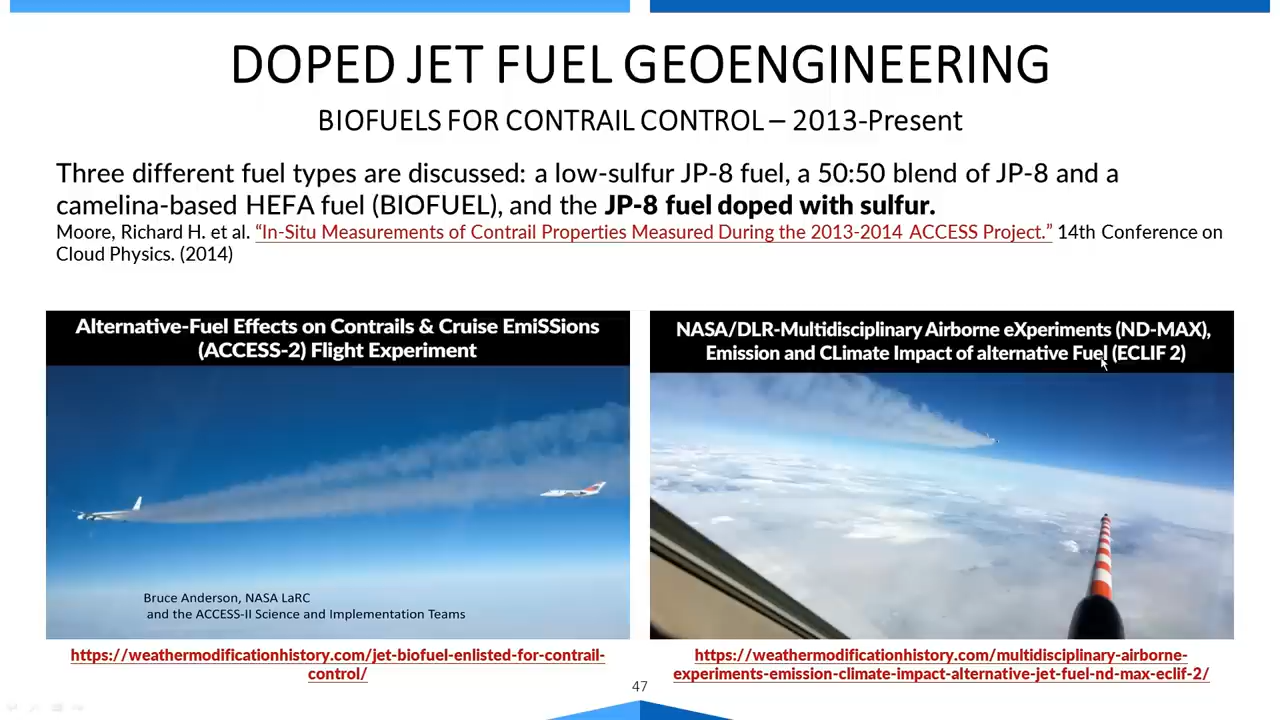 DOPED JET FUEL GEOENGINEERING
BIOFUELS FOR CONTRAIL CONTROL – 2013-Present
Three different fuel types are discussed: a low-sulfur JP-8 fuel, a 50:50 blend of JP-8 and a
camelina-based HEFA fuel (BIOFUEL), and the JP-8 fuel doped with sulfur.
Moore, Richard H. et al. “In-Situ Measurements of Contrail Properties Measured During the 2013-2014 ACCESS Project.” 14th Conference on
Cloud Physics. (2014)
Alternative-Fuel Effects on Contrails & Cruise EmiSSions
(ACCESS-2) Flight Experiment
Bruce Anderson, NASA LaRC
and the ACCESS-II Science and Implementation Teams
https://weathermodificationhistory.com/jet-biofuel-enlisted-for-contrail-
control/
NASA/DLR-Multidisciplinary Airborne eXperiments (ND-MAX),
Emission and CLimate Impact of alternative Fuel (ECLIF 2)
https://weathermodificationhistory.com/multidisciplinary-airborne-
experiments-emission-climate-impact-alternative-jet-fuel-nd-max-eclif-2/
47